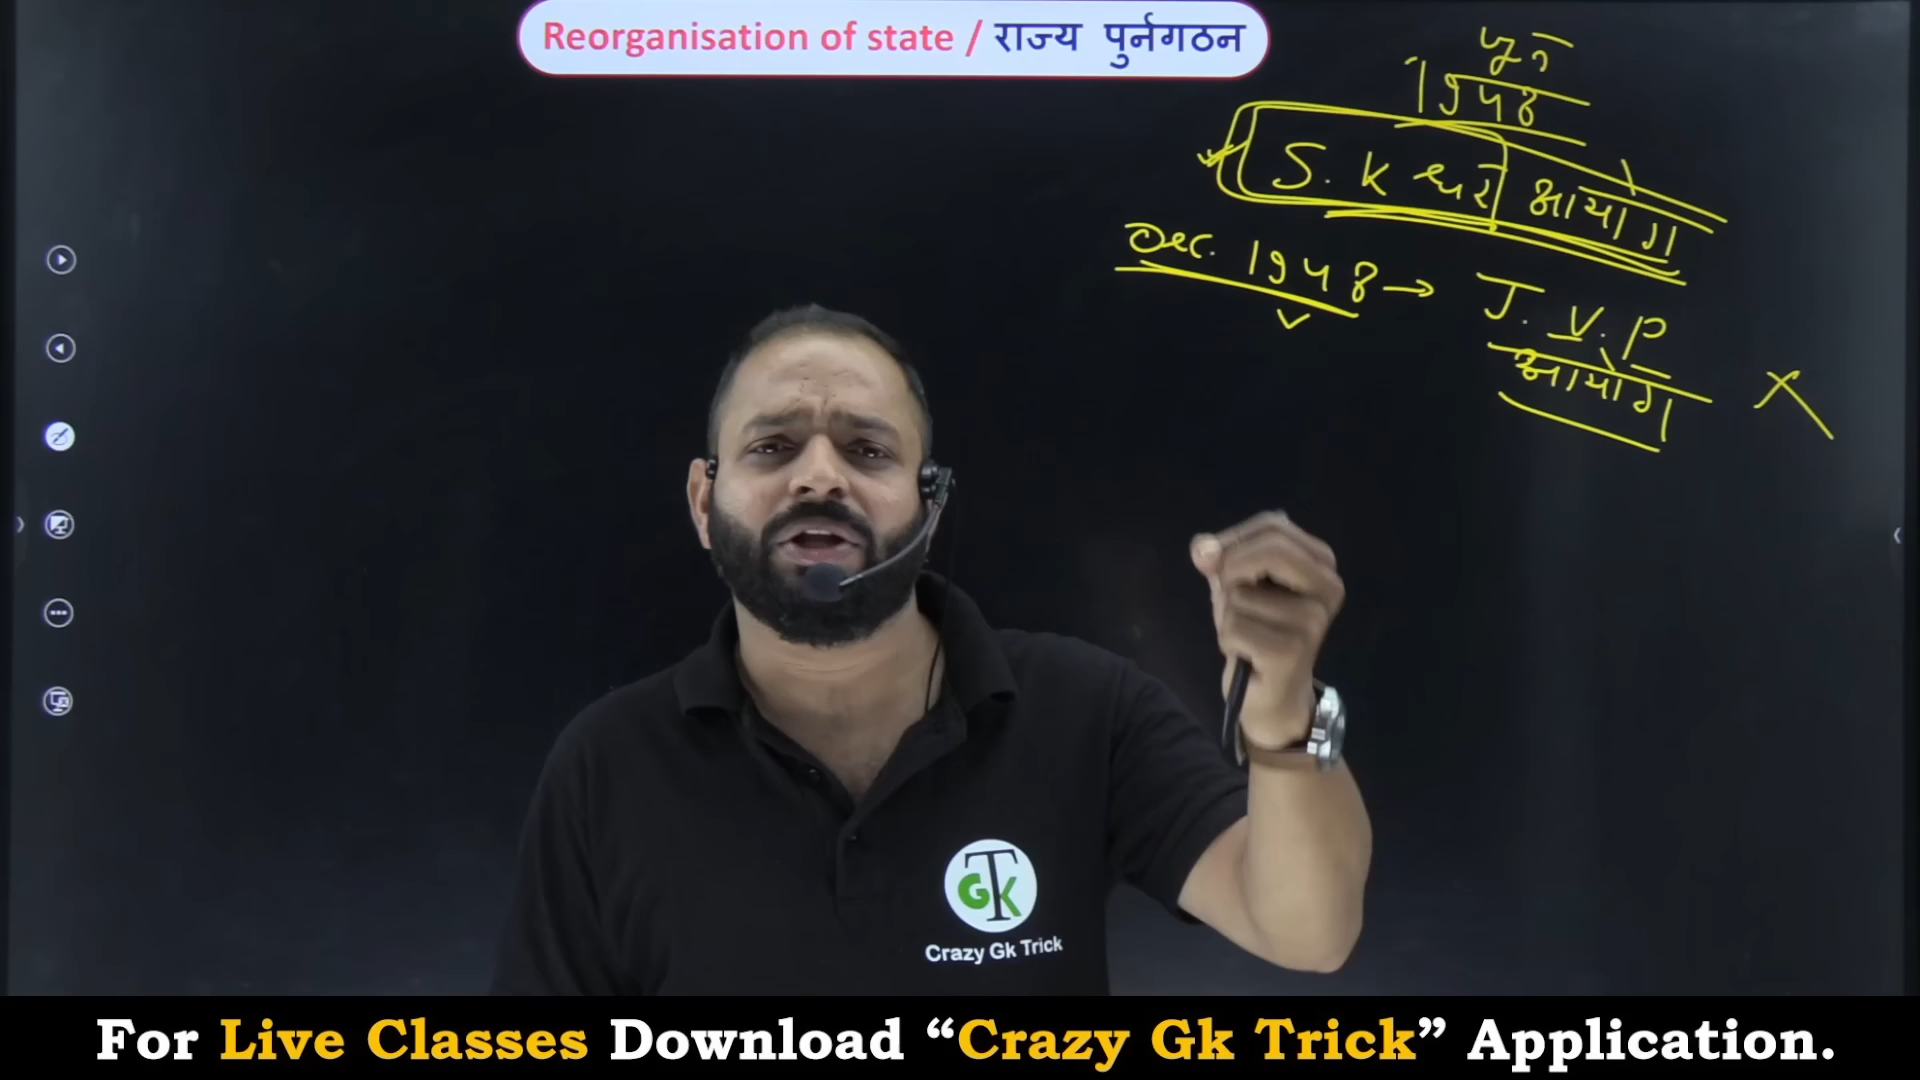 Reorganisation of state / राज्य पुर्नगठन
जून
1948
S. K धर आयोग
Dec. 1948 → J. V. P
आयोग
GTK
Crazy Gk Trick
For Live Classes Download “Crazy Gk Trick” Application.